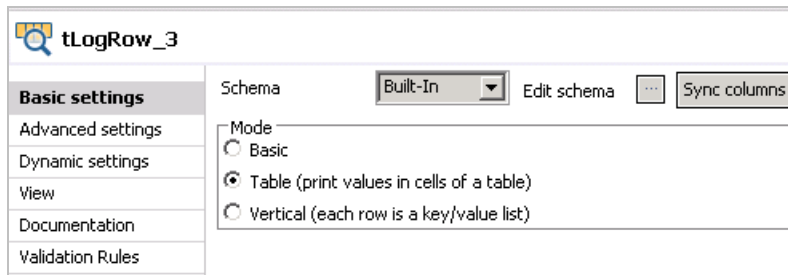 tLogRow_3
Basic settings
Advanced settings
Dynamic settings
View
Documentation
Validation Rules
Schema Built-In Edit schema ... Sync columns
Mode
Basic
Table (print values in cells of a table)
Vertical (each row is a key/value list)